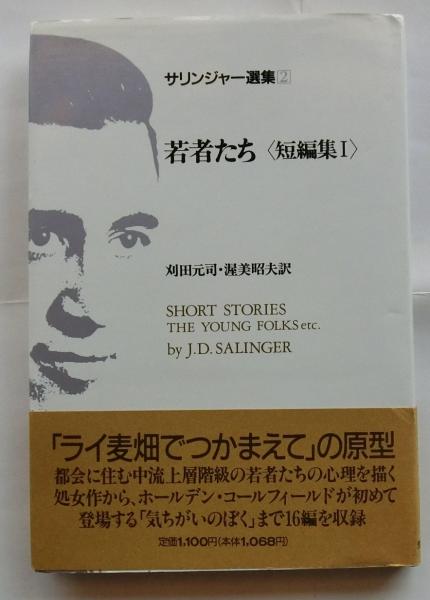 サリンジャー選集2
若者たち〈短編集I〉
刈田元司・渥美昭夫訳
SHORT STORIES
THE YOUNG FOLKS etc.
by J.D. SALINGER
「ライ麦畑でつかまえて」の原型
都会に住む中流上層階級の若者たちの心理を描く
処女作から、ホールデン・コールフィールドが初めて
登場する「気ちがいのぼく」まで16編を収録
定価1,100円(本体1,068円)